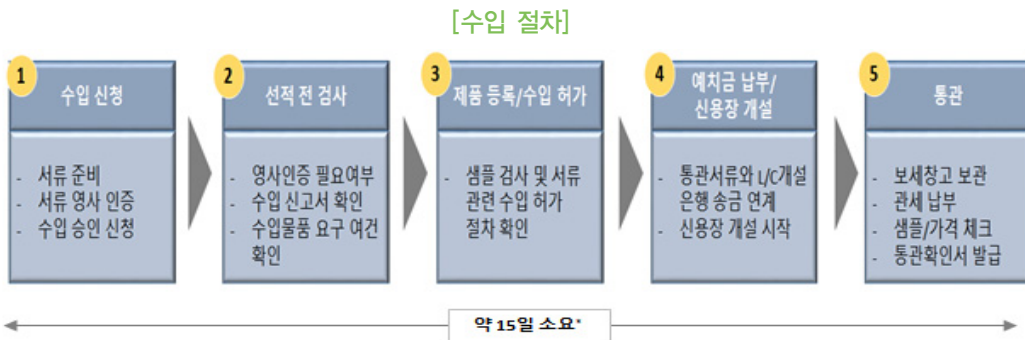 [수입 절차]
1
수입 신청
- 서류 준비
- 서류 영사 인증
- 수입 승인 신청
2
선적 전 검사
- 영사인증 필요여부
- 수입 신고서 확인
- 수입물품 요구 여건
확인
3
제품 등록/수입 허가
- 샘플 검사 및 서류
관련 수입 허가
절차 확인
4
예치금 납부/
신용장 개설
- 통관서류와 L/C개설
은행 송금 연계
- 신용장 개설 시작
5
통관
- 보세창고 보관
- 관세 납부
- 샘플/가격 체크
- 통관확인서 발급
약 15일 소요*